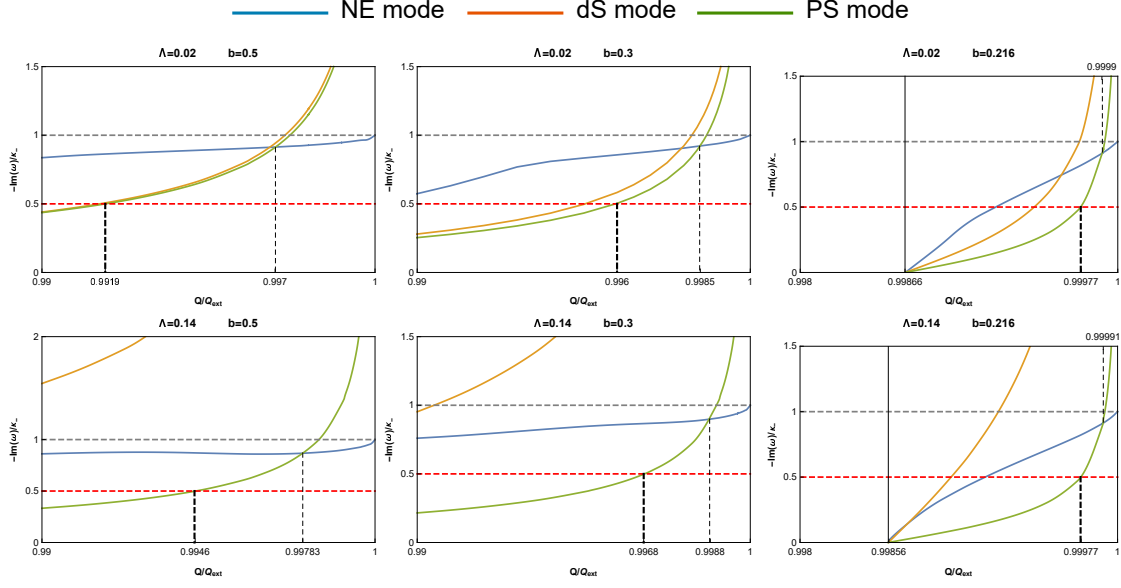 NE mode dS mode PS mode
Λ=0.02 b=0.5
1.5
1
0.5
0
-Im(ω)/κ₋
0.99 0.9919 0.997 1
Q/Q_ext
Λ=0.02 b=0.3
1.5
1
0.5
0
-Im(ω)/κ₋
0.99 0.996 0.9985 1
Q/Q_ext
Λ=0.02 b=0.216
0.9999
1.5
1
0.5
0
-Im(ω)/κ₋
0.998 0.99866 0.99977 1
Q/Q_ext
Λ=0.14 b=0.5
2
1
0.5
0
-Im(ω)/κ₋
0.99 0.9946 0.99783 1
Q/Q_ext
Λ=0.14 b=0.3
1.5
1
0.5
0
-Im(ω)/κ₋
0.99 0.9968 0.9988 1
Q/Q_ext
Λ=0.14 b=0.216
0.99991
1.5
1
0.5
0
-Im(ω)/κ₋
0.998 0.99856 0.99977 1
Q/Q_ext